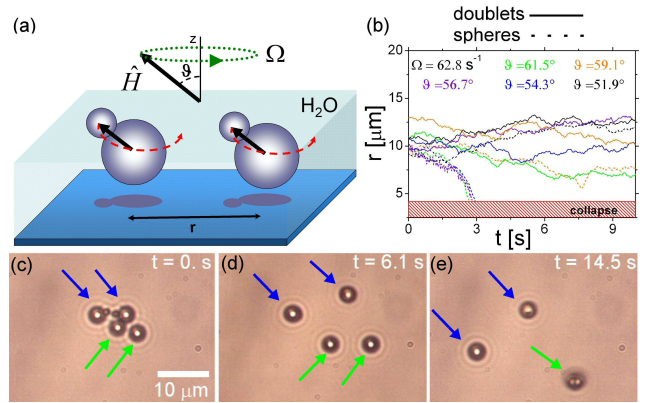 (a)
z
Ω
ϑ
Ĥ
H₂O
r
(b)
doublets
spheres
Ω = 62.8 s⁻¹
ϑ =61.5°
ϑ =59.1°
ϑ =56.7°
ϑ =54.3°
ϑ =51.9°
20
15
10
5
r [μm]
collapse
0
3
6
9
t [s]
(c)
t = 0. s
10 μm
(d)
t = 6.1 s
(e)
t = 14.5 s